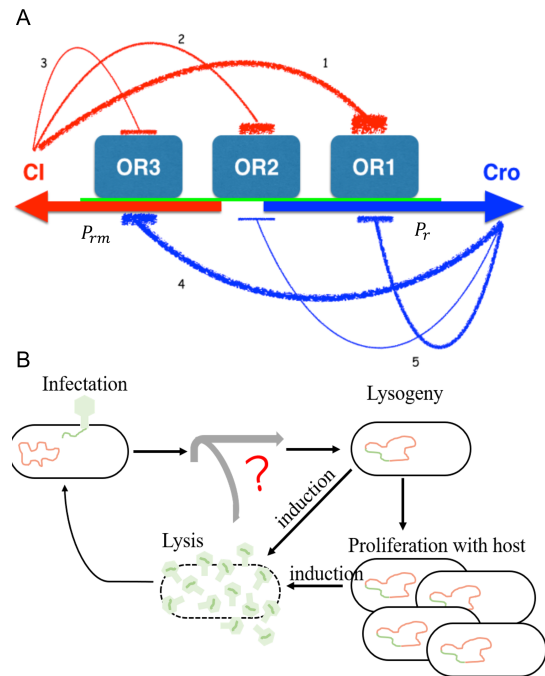 A
3
2
1
OR3 OR2 OR1
CI Cro
Prm Pr
4
5
B
Infectation
Lysogeny
?
induction
Lysis
Proliferation with host
induction